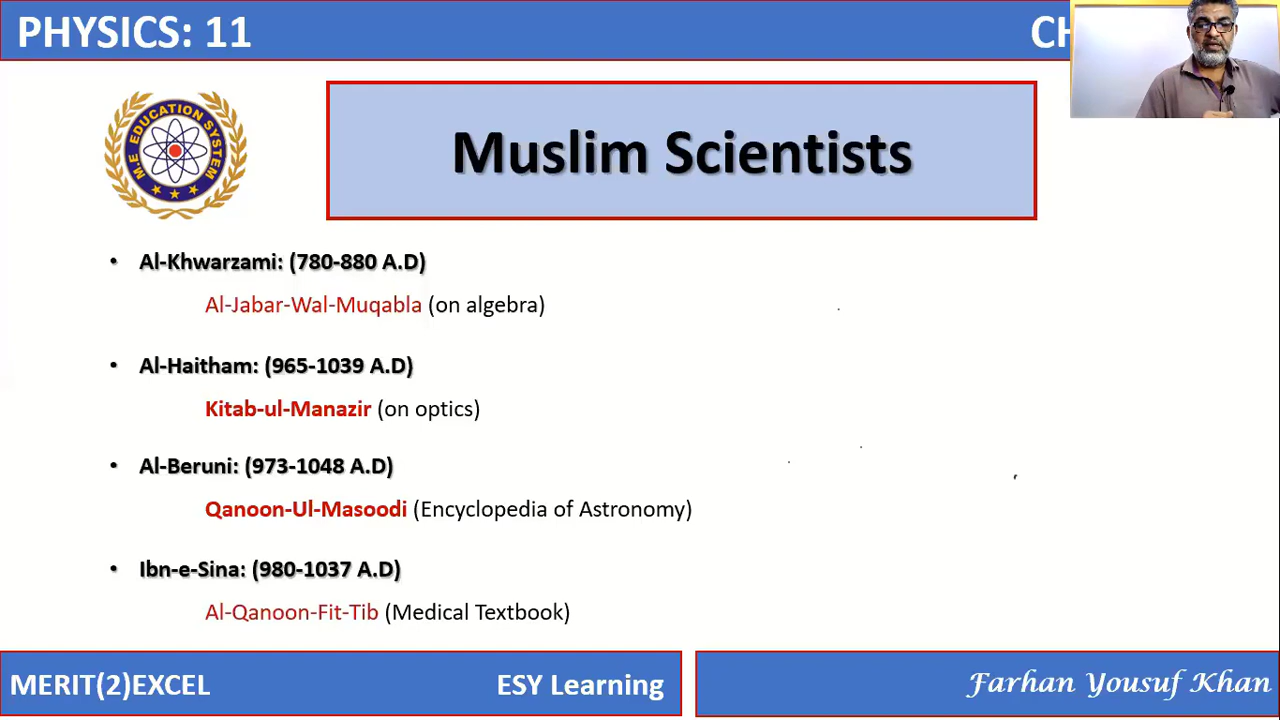 PHYSICS: 11
CH
M.E EDUCATION SYSTEM
Muslim Scientists
• Al-Khwarzami: (780-880 A.D)
Al-Jabar-Wal-Muqabla (on algebra)
• Al-Haitham: (965-1039 A.D)
Kitab-ul-Manazir (on optics)
• Al-Beruni: (973-1048 A.D)
Qanoon-Ul-Masoodi (Encyclopedia of Astronomy)
• Ibn-e-Sina: (980-1037 A.D)
Al-Qanoon-Fit-Tib (Medical Textbook)
MERIT(2)EXCEL
ESY Learning
Farhan Yousuf Khan